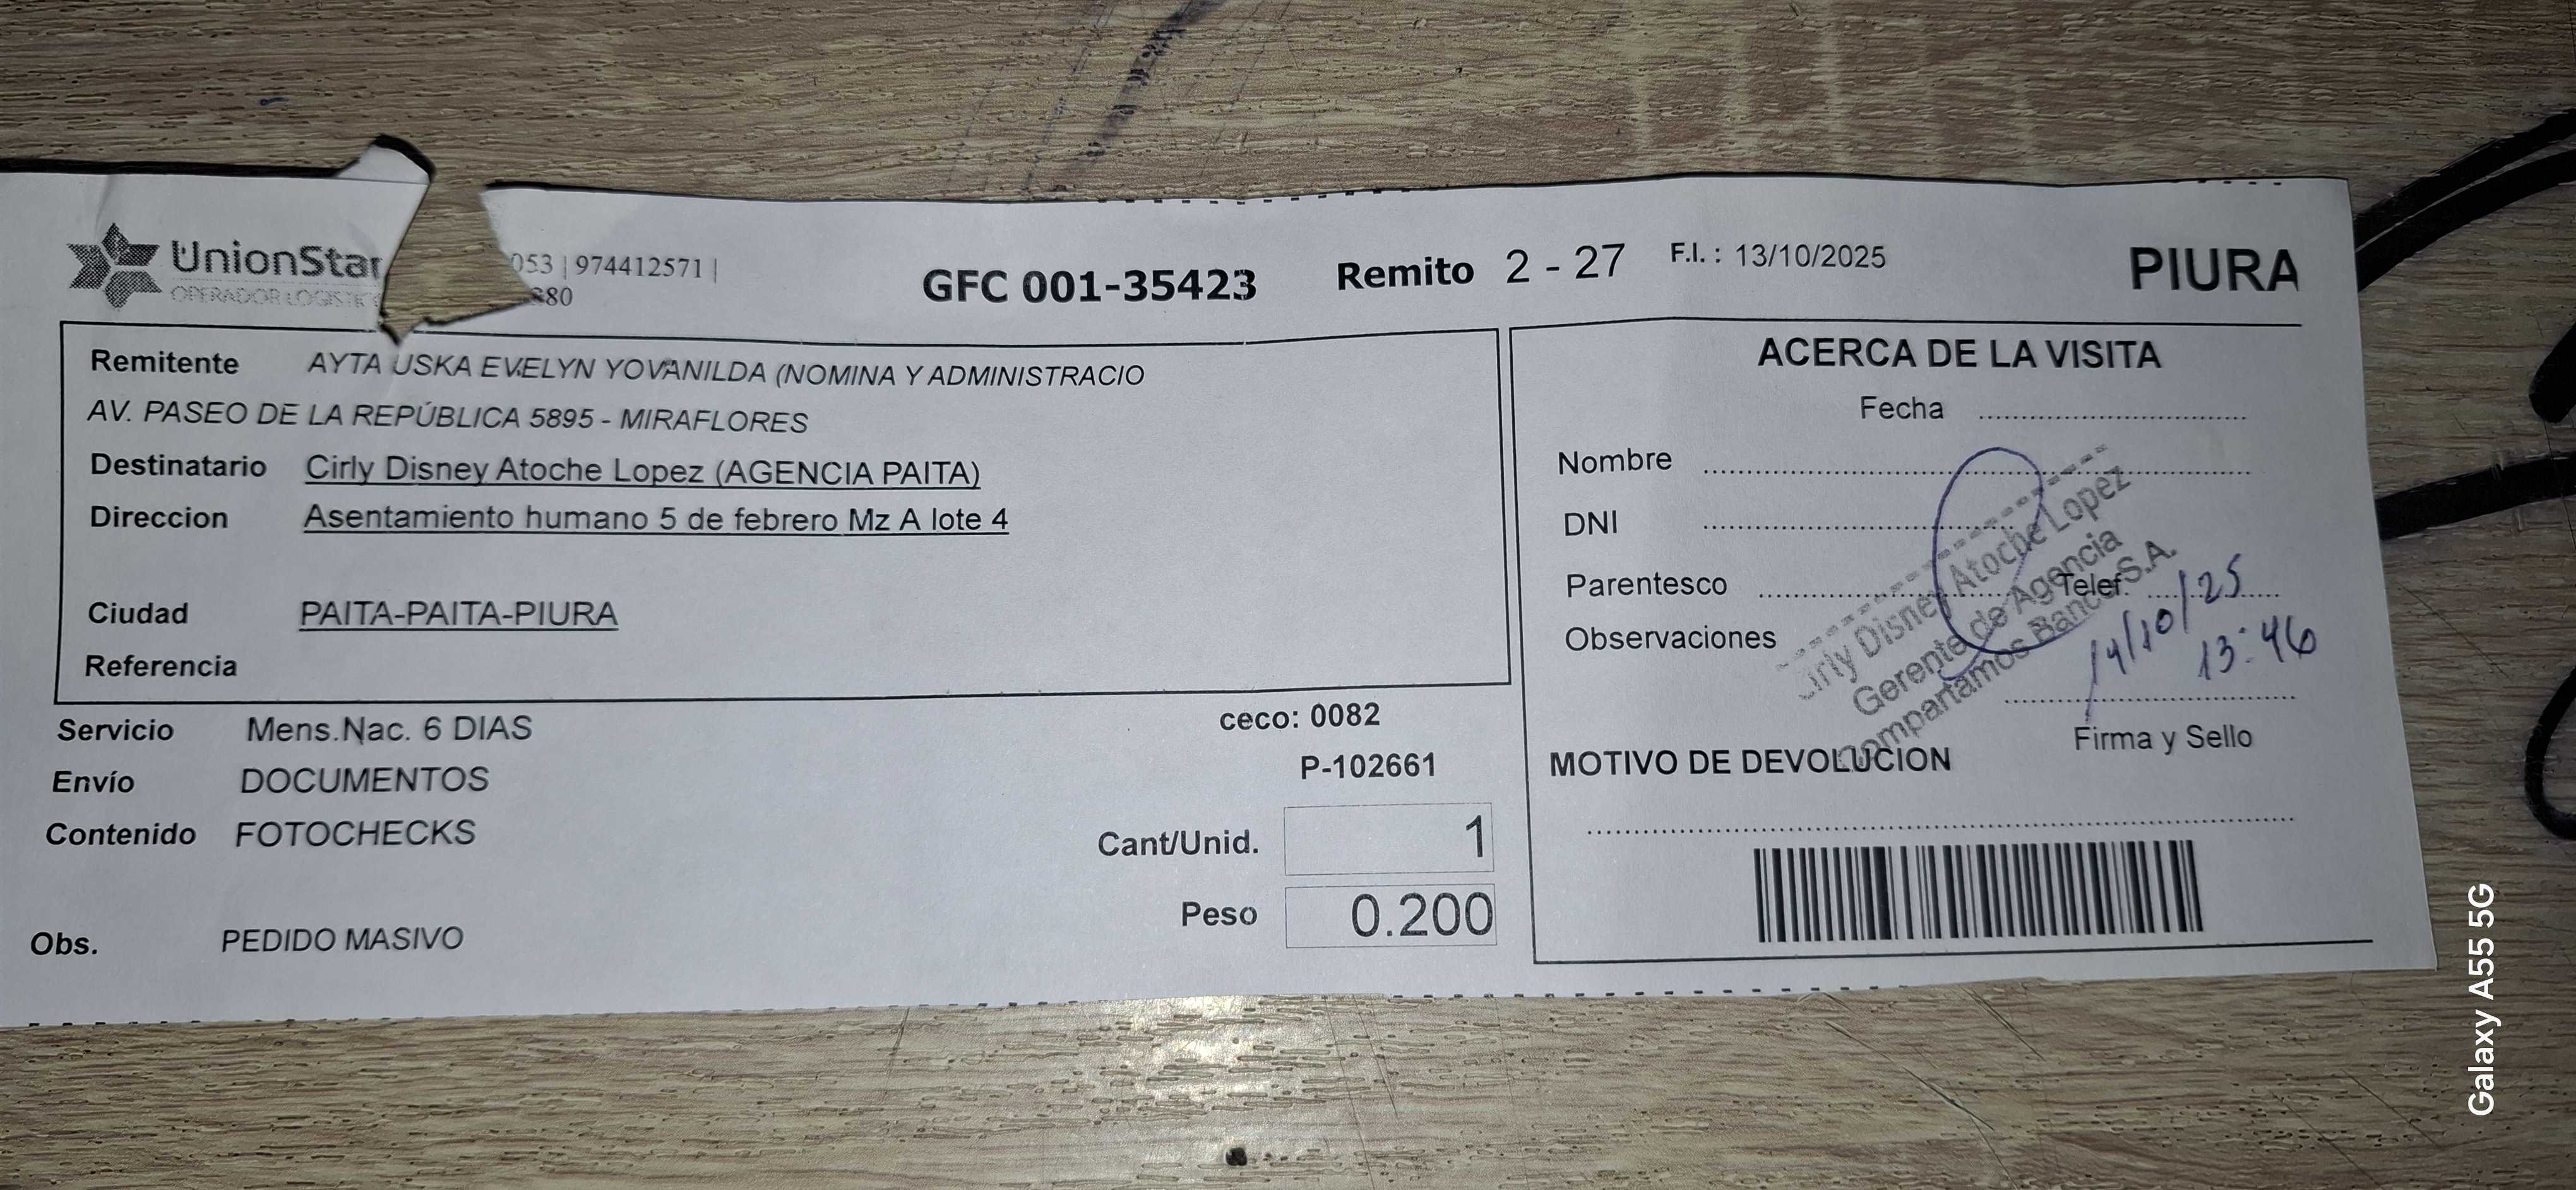 UnionStar
OPERADOR LOGISTIC
053 | 974412571 |
880
GFC 001-35423
Remito 2 - 27
F.I. : 13/10/2025
PIURA
Remitente AYTA USKA EVELYN YOVANILDA (NOMINA Y ADMINISTRACIO
AV. PASEO DE LA REPÚBLICA 5895 - MIRAFLORES
Destinatario Cirly Disney Atoche Lopez (AGENCIA PAITA)
Direccion Asentamiento humano 5 de febrero Mz A lote 4
Ciudad PAITA-PAITA-PIURA
Referencia
Servicio Mens.Nac. 6 DIAS
Envío DOCUMENTOS
Contenido FOTOCHECKS
Obs. PEDIDO MASIVO
ceco: 0082
P-102661
Cant/Unid. 1
Peso 0.200
ACERCA DE LA VISITA
Fecha
Nombre
DNI
Parentesco Telef.
Observaciones
Cirly Disney Atoche Lopez
Gerente de Agencia
Compartamos Banco S.A.
14/10/25
13:46
Firma y Sello
MOTIVO DE DEVOLUCION
Galaxy A55 5G